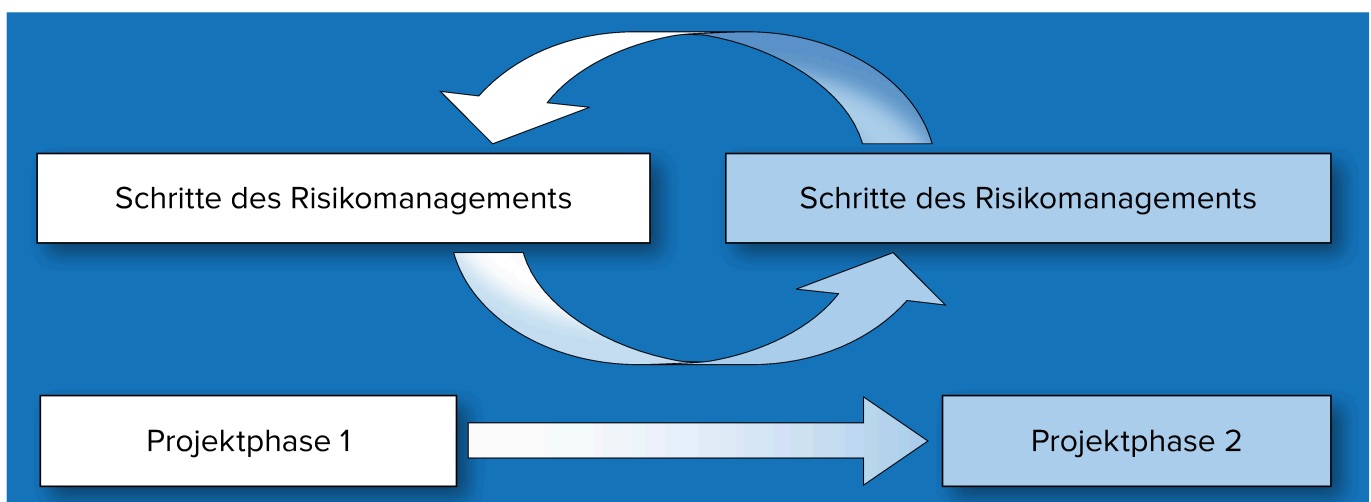 Schritte des Risikomanagements
Schritte des Risikomanagements
Projektphase 1
Projektphase 2